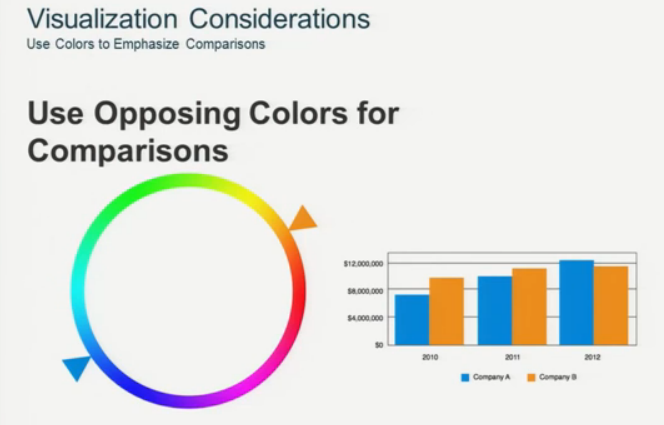 Visualization Considerations
Use Colors to Emphasize Comparisons
Use Opposing Colors for
Comparisons
$12,000,000
$8,000,000
$4,000,000
$0
2010 2011 2012
Company A Company B